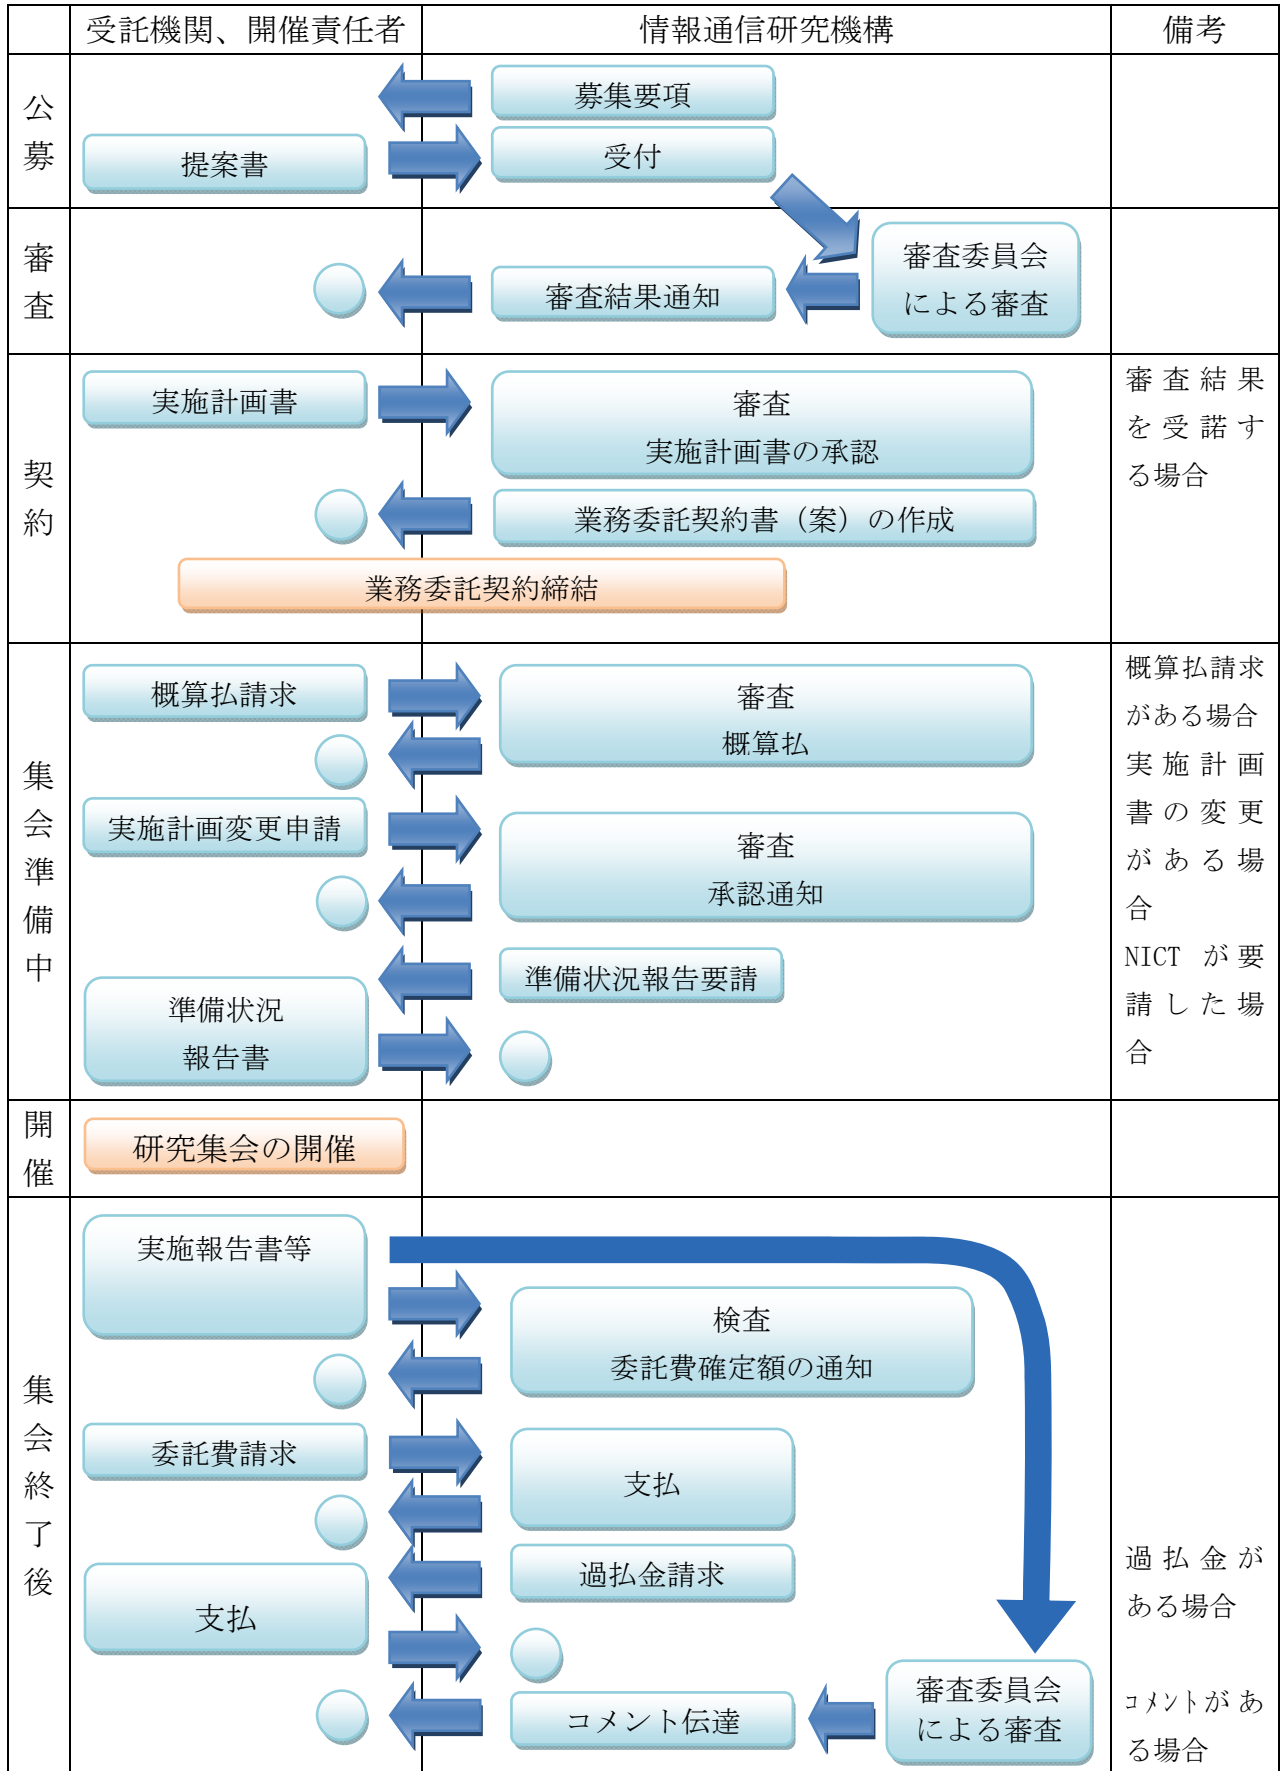 受託機関、開催責任者
情報通信研究機構
備考
公募
募集要項
提案書
受付
審査
審査委員会
による審査
審査結果通知
契約
実施計画書
審査
実施計画書の承認
業務委託契約書（案）の作成
業務委託契約締結
審査結果
を受諾す
る場合
集会準備中
概算払請求
審査
概算払
実施計画変更申請
審査
承認通知
準備状況報告要請
準備状況
報告書
概算払請求
がある場合
実施計画
書の変更
がある場
合
NICT が要
請した場
合
開催
研究集会の開催
集会終了後
実施報告書等
検査
委託費確定額の通知
委託費請求
支払
過払金請求
支払
審査委員会
による審査
コメント伝達
過払金が
ある場合
コメントがあ
る場合